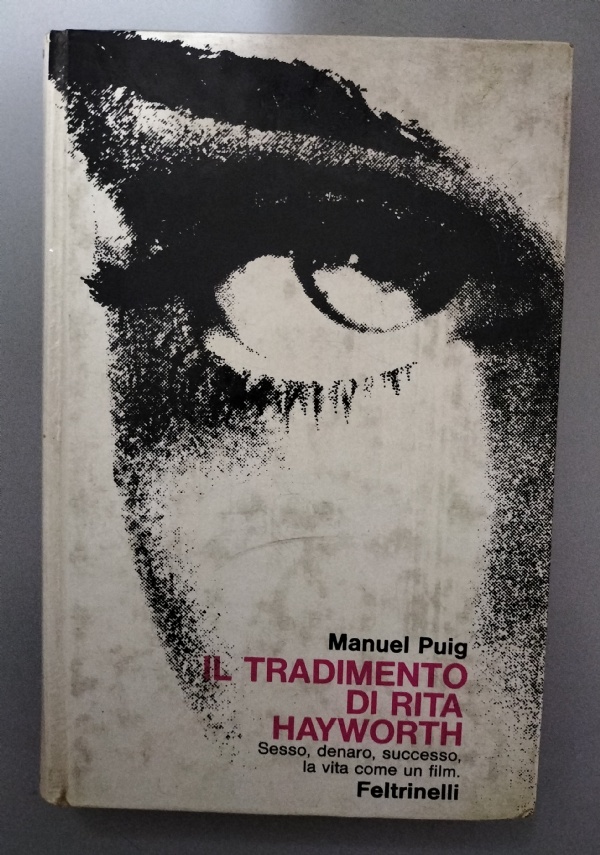 Manuel Puig
IL TRADIMENTO
DI RITA
HAYWORTH
Sesso, denaro, successo,
la vita come un film.
Feltrinelli